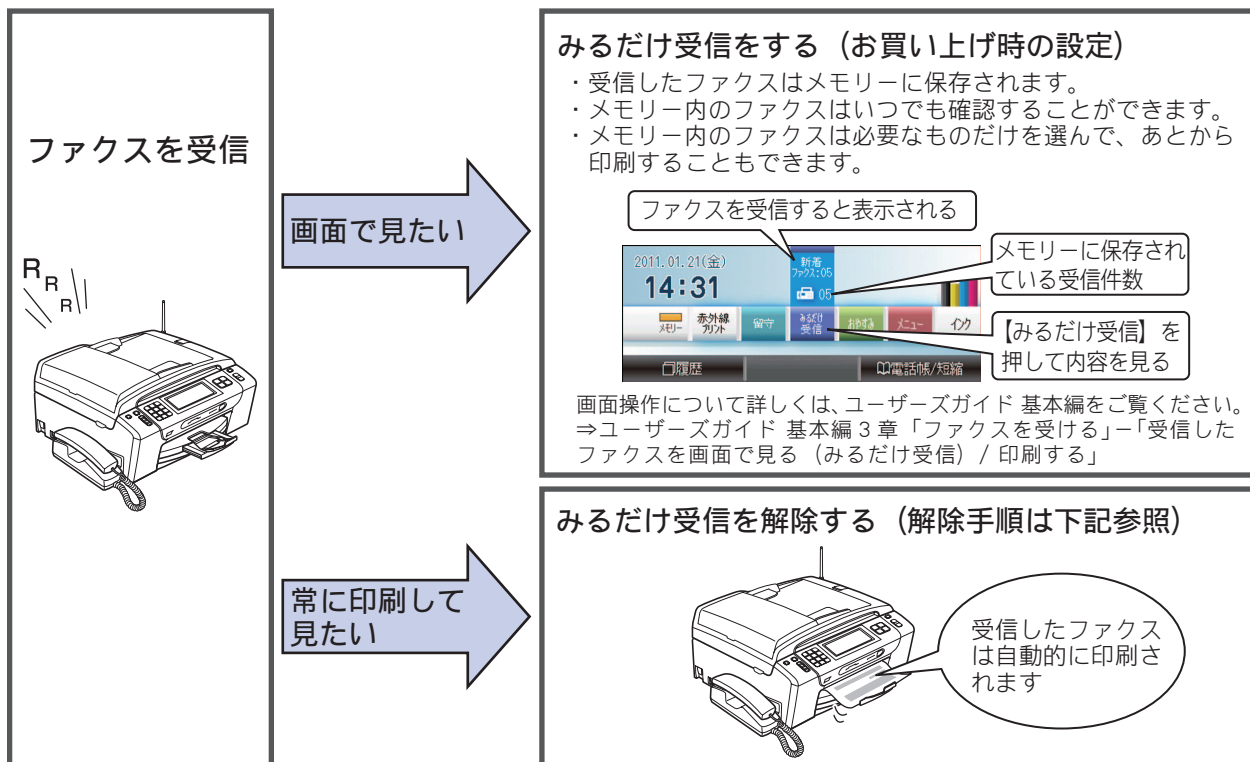 ファクスを受信
R
R
R
画面で見たい
常に印刷して
見たい
みるだけ受信をする（お買い上げ時の設定）
・受信したファクスはメモリーに保存されます。
・メモリー内のファクスはいつでも確認することができます。
・メモリー内のファクスは必要なものだけを選んで、あとから
印刷することもできます。
ファクスを受信すると表示される
2011.01.21(金)
14:31
新着
ファクス:05
05
メモリーに保存され
ている受信件数
メモリー
赤外線
プリント
留守
みるだけ
受信
おやすみ
メニュー
インク
【みるだけ受信】を
押して内容を見る
履歴
電話帳/短縮
画面操作について詳しくは、ユーザーズガイド 基本編をご覧ください。
⇒ユーザーズガイド 基本編 3 章「ファクスを受ける」－「受信した
ファクスを画面で見る（みるだけ受信）/ 印刷する」
みるだけ受信を解除する（解除手順は下記参照）
受信したファクス
は自動的に印刷さ
れます